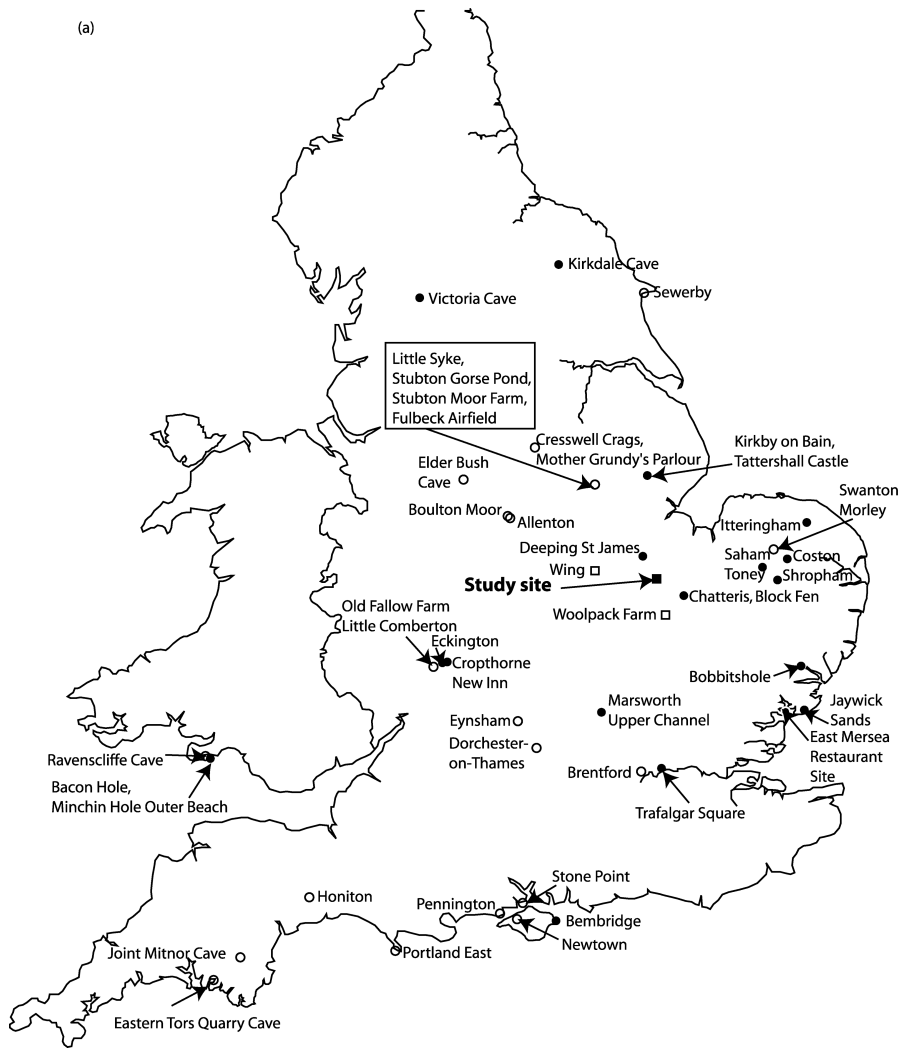 (a)
Kirkdale Cave
Sewerby
Victoria Cave
Little Syke,
Stubton Gorse Pond,
Stubton Moor Farm,
Fulbeck Airfield
Cresswell Crags,
Mother Grundy's Parlour
Kirkby on Bain,
Tattershall Castle
Elder Bush
Cave
Swanton
Morley
Boulton Moor
Allenton
Itteringham
Deeping St James
Saham
Toney
Coston
Wing
Shropham
Study site
Chatteris, Block Fen
Woolpack Farm
Old Fallow Farm
Little Comberton
Eckington
Cropthorne
New Inn
Bobbitshole
Marsworth
Upper Channel
Jaywick
Sands
East Mersea
Restaurant
Site
Eynsham
Dorchester-
on-Thames
Ravenscliffe Cave
Bacon Hole,
Minchin Hole Outer Beach
Brentford
Trafalgar Square
Stone Point
Honiton
Pennington
Bembridge
Newtown
Joint Mitnor Cave
Portland East
Eastern Tors Quarry Cave